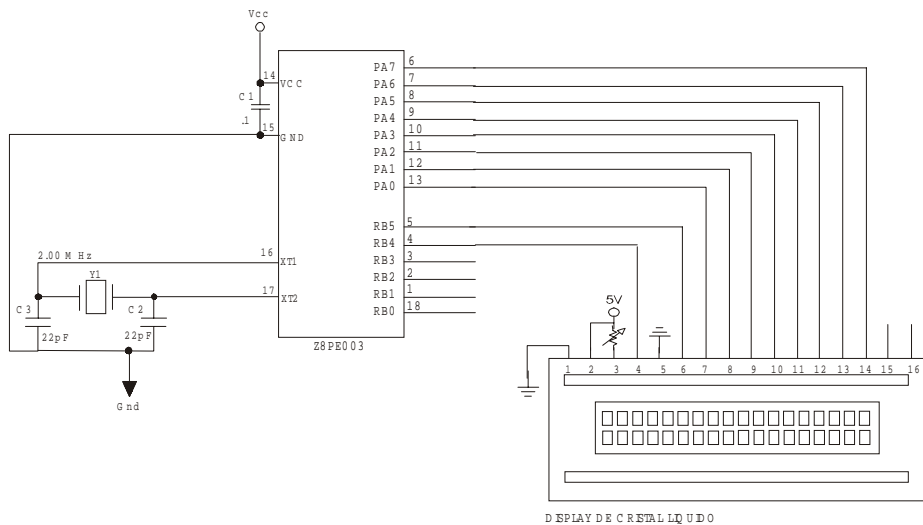 Vcc
14 VCC
C1
.1
15 GND
PA7 6
PA6 7
PA5 8
PA4 9
PA3 10
PA2 11
PA1 12
PA0 13
RB5 5
RB4 4
RB3 3
RB2 2
RB1 1
RB0 18
2.00 M Hz
16 XT1
Y1
17 XT2
C3
C2
22pF
22pF
Z8PE003
Gnd
5V
1 2 3 4 5 6 7 8 9 10 11 12 13 14 15 16
DISPLAY DE CRISTAL LIQUIDO